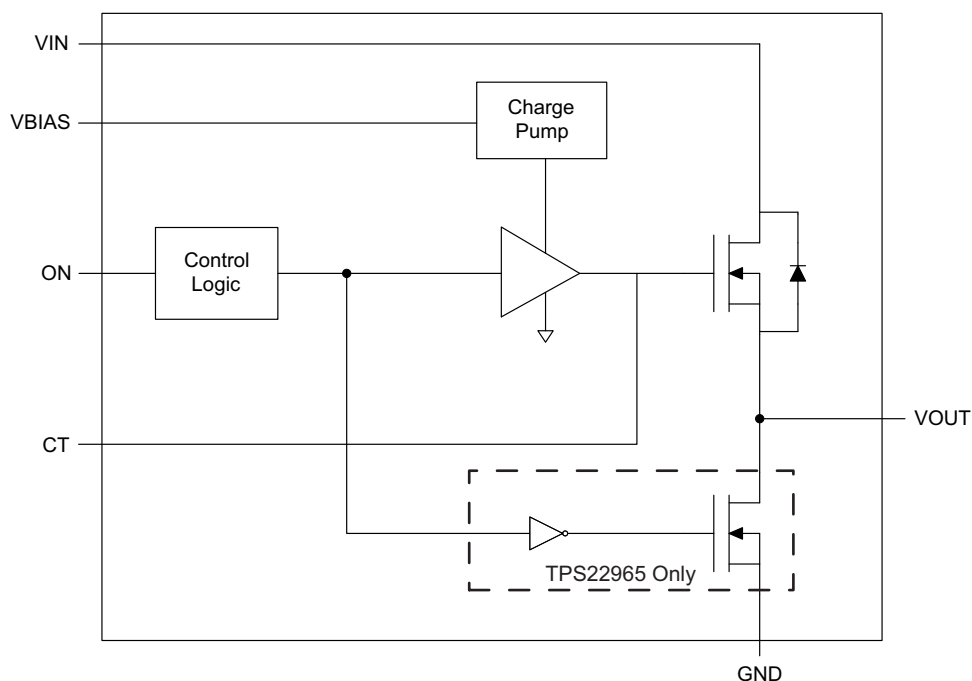 VIN
Charge
Pump
VBIAS
Control
Logic
ON
VOUT
CT
TPS22965 Only
GND